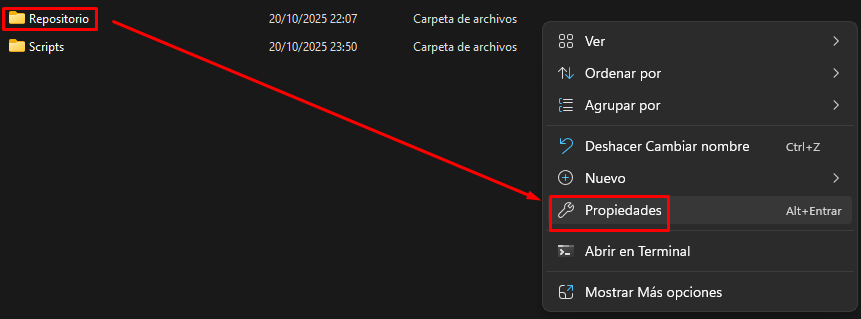 Repositorio 20/10/2025 22:07 Carpeta de archivos
Scripts 20/10/2025 23:50 Carpeta de archivos
Ver
Ordenar por
Agrupar por
Deshacer Cambiar nombre Ctrl+Z
Nuevo
Propiedades Alt+Entrar
Abrir en Terminal
Mostrar Más opciones